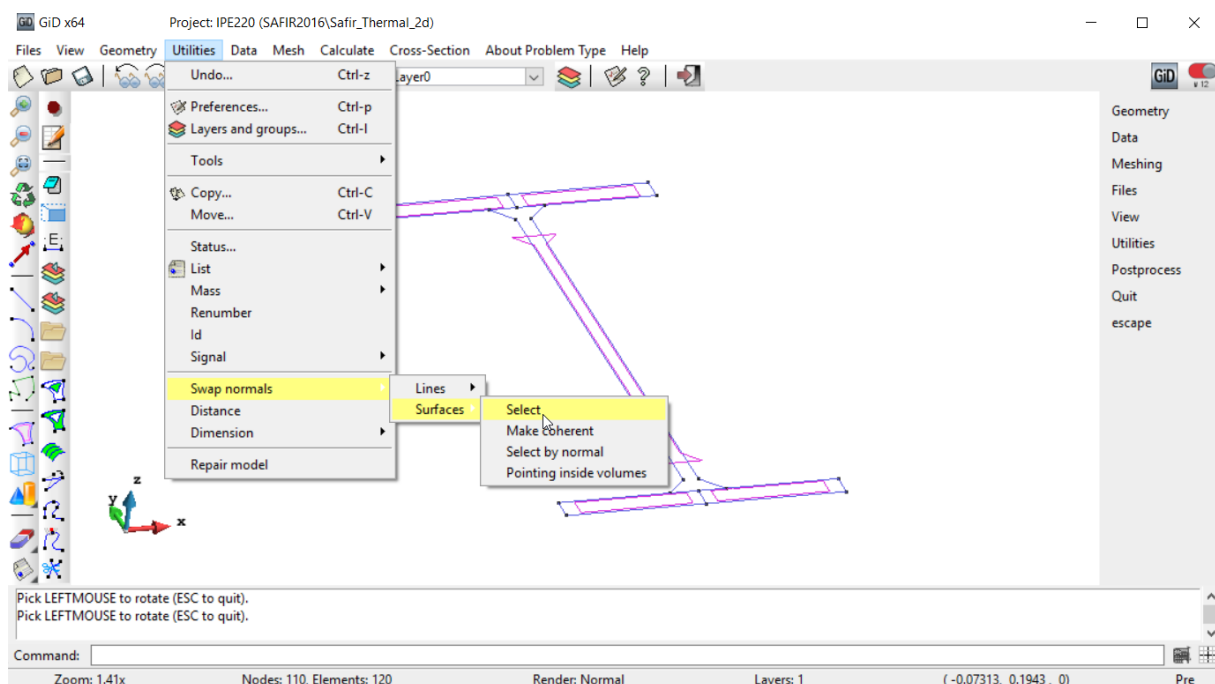 GiD GiD x64 Project: IPE220 (SAFIR2016\Safir_Thermal_2d)
Files View Geometry Utilities Data Mesh Calculate Cross-Section About Problem Type Help
Layer0 GiD v 12
Undo... Ctrl-z
Preferences... Ctrl-p
Layers and groups... Ctrl-l
Tools
Copy... Ctrl-C
Move... Ctrl-V
Status...
List
Mass
Renumber
Id
Signal
Swap normals
Distance
Dimension
Repair model
Lines
Surfaces
Select
Make coherent
Select by normal
Pointing inside volumes
:E:
Geometry
Data
Meshing
Files
View
Utilities
Postprocess
Quit
escape
z
y
x
Pick LEFTMOUSE to rotate (ESC to quit).
Pick LEFTMOUSE to rotate (ESC to quit).
Command:
Zoom: 1.41x Nodes: 110, Elements: 120 Render: Normal Layers: 1 ( -0.07313, 0.1943 , 0) Pre